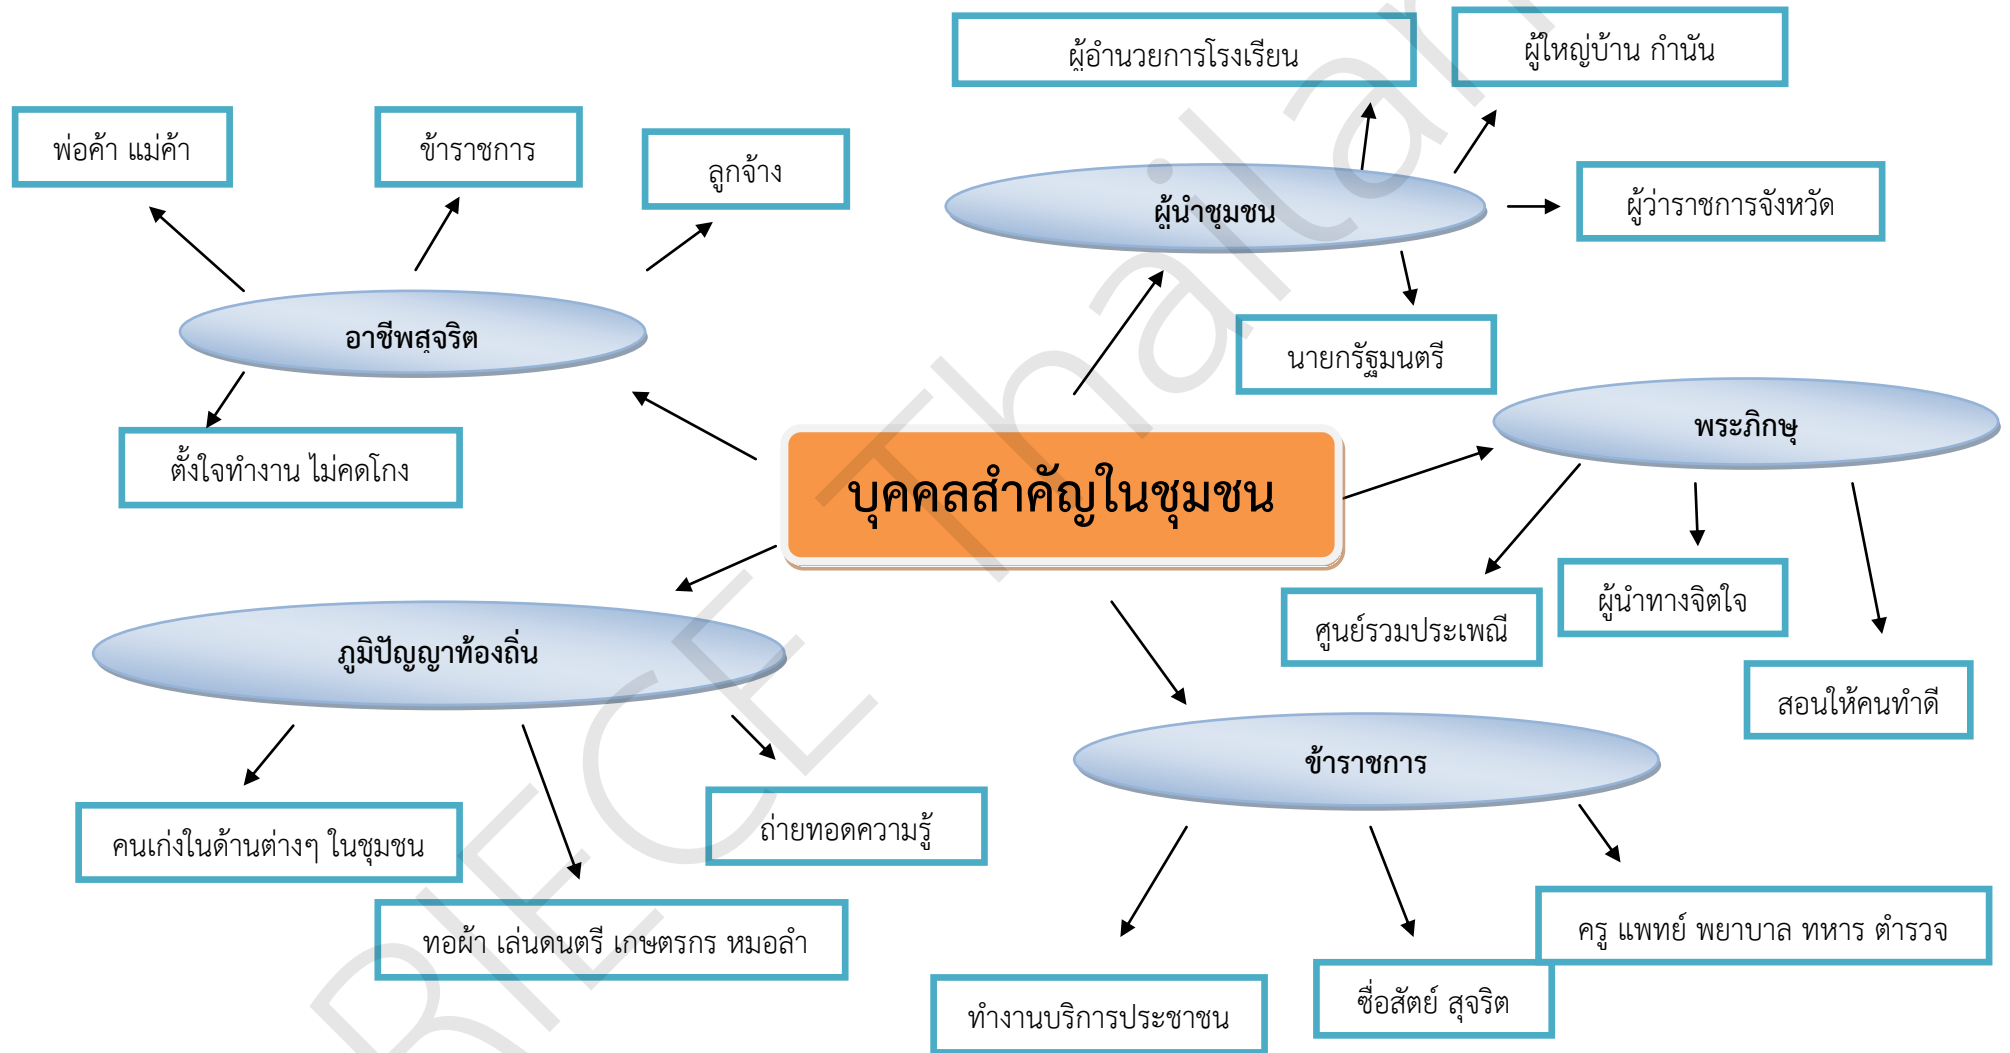 ผู้อำนวยการโรงเรียน
ผู้ใหญ่บ้าน กำนัน
พ่อค้า แม่ค้า
ข้าราชการ
ลูกจ้าง
ผู้นำชุมชน
ผู้ว่าราชการจังหวัด
อาชีพสุจริต
นายกรัฐมนตรี
พระภิกษุ
ตั้งใจทำงาน ไม่คดโกง
บุคคลสำคัญในชุมชน
ผู้นำทางจิตใจ
ศูนย์รวมประเพณี
ภูมิปัญญาท้องถิ่น
สอนให้คนทำดี
ข้าราชการ
ถ่ายทอดความรู้
คนเก่งในด้านต่างๆ ในชุมชน
ครู แพทย์ พยาบาล ทหาร ตำรวจ
ทอผ้า เล่นดนตรี เกษตรกร หมอลำ
ซื่อสัตย์ สุจริต
ทำงานบริการประชาชน
RIECE Thailan